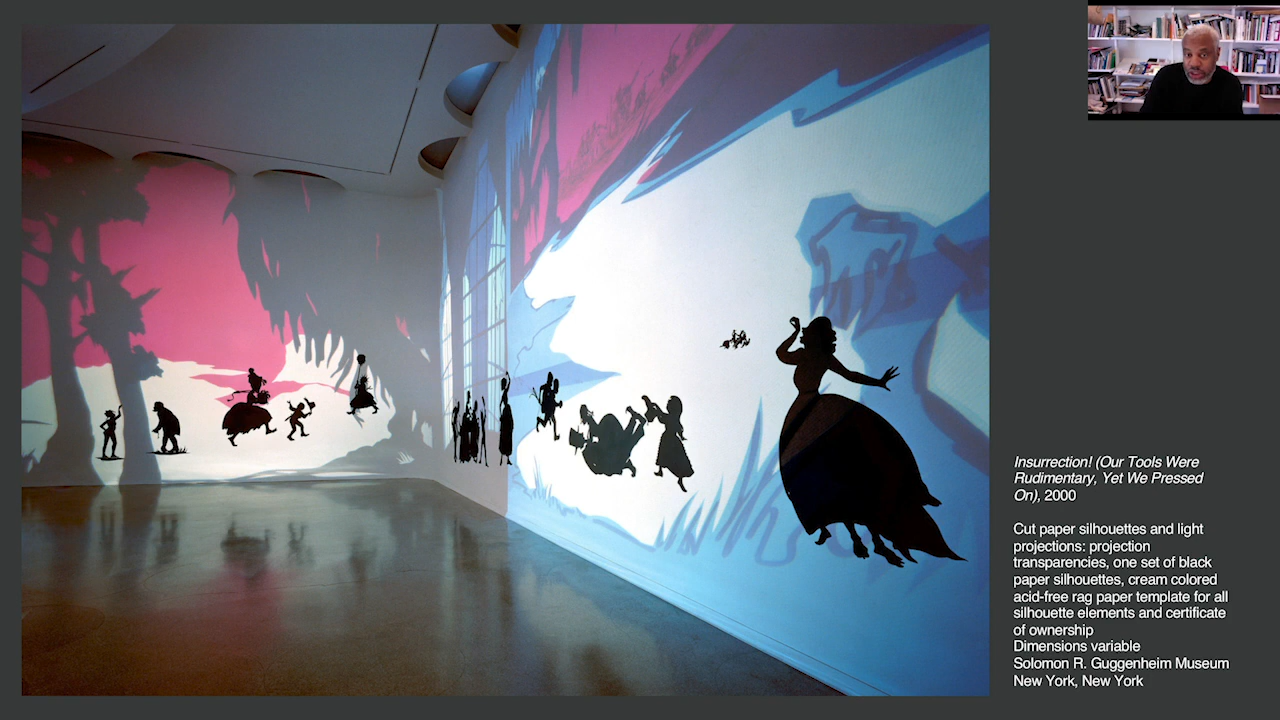 Insurrection! (Our Tools Were
Rudimentary, Yet We Pressed
On), 2000
Cut paper silhouettes and light
projections: projection
transparencies, one set of black
paper silhouettes, cream colored
acid-free rag paper template for all
silhouette elements and certificate
of ownership
Dimensions variable
Solomon R. Guggenheim Museum
New York, New York